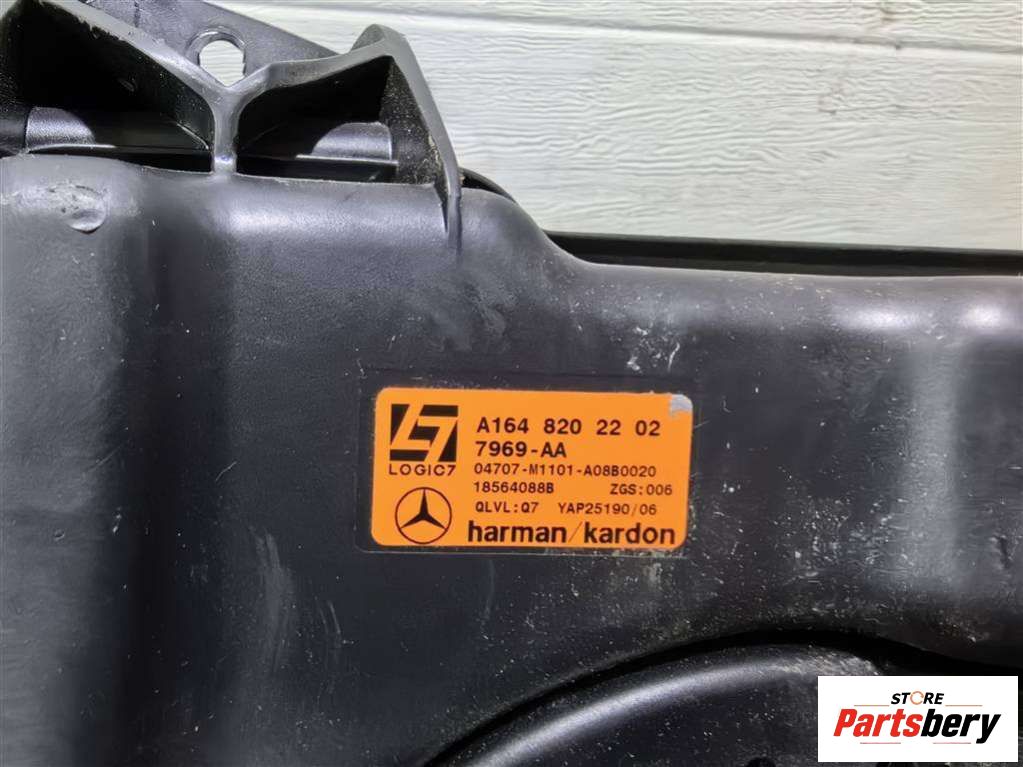 LOGIC7
A164 820 22 02
7969-AA
04707-M1101-A08B0020
18564088B ZGS:006
QLVL:Q7 YAP25190/06
harman/kardon
STORE
Partsbery